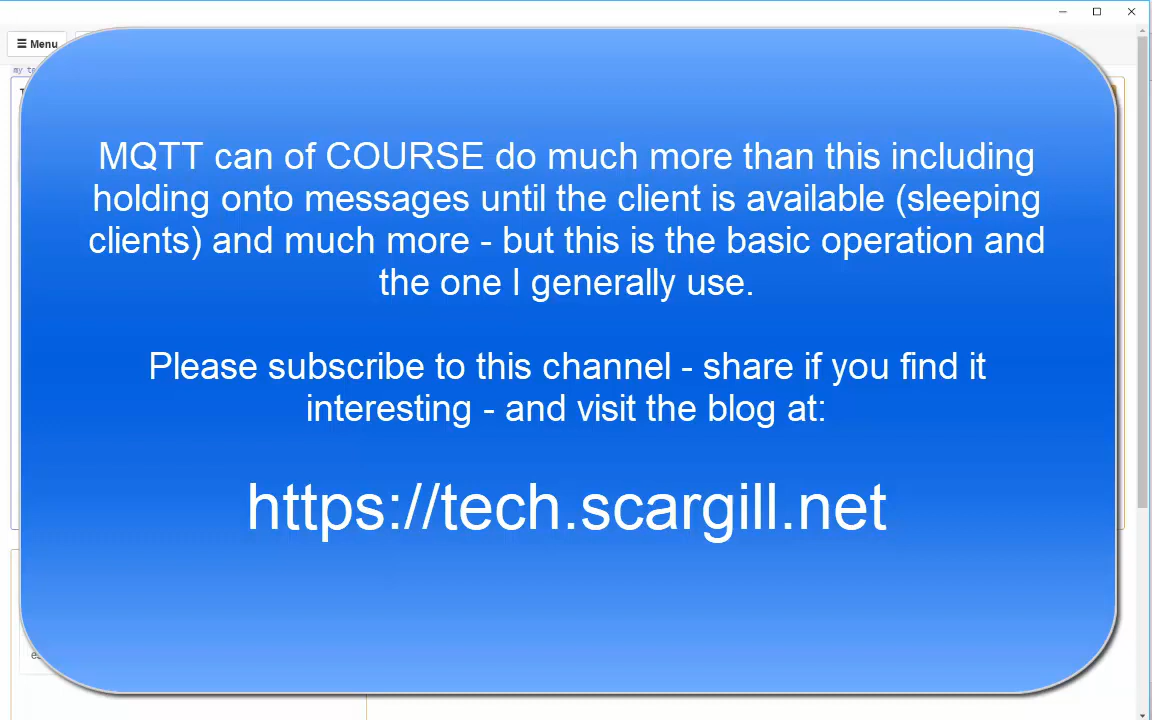 Menu
my
MQTT can of COURSE do much more than this including
holding onto messages until the client is available (sleeping
clients) and much more - but this is the basic operation and
the one I generally use.
Please subscribe to this channel - share if you find it
interesting - and visit the blog at:
https://tech.scargill.net